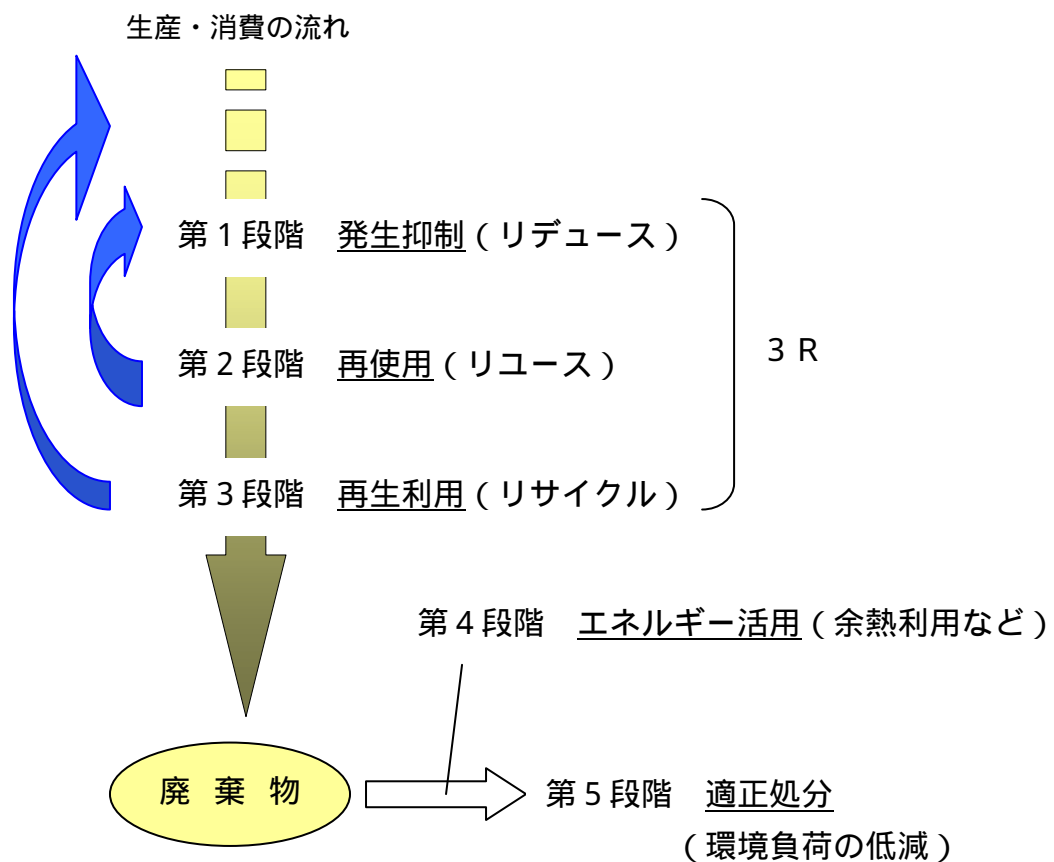 生産・消費の流れ
第1段階　発生抑制(リデュース)
第2段階　再使用(リユース)
3R
第3段階　再生利用(リサイクル)
第4段階　エネルギー活用(余熱利用など)
廃棄物
第5段階　適正処分
(環境負荷の低減)